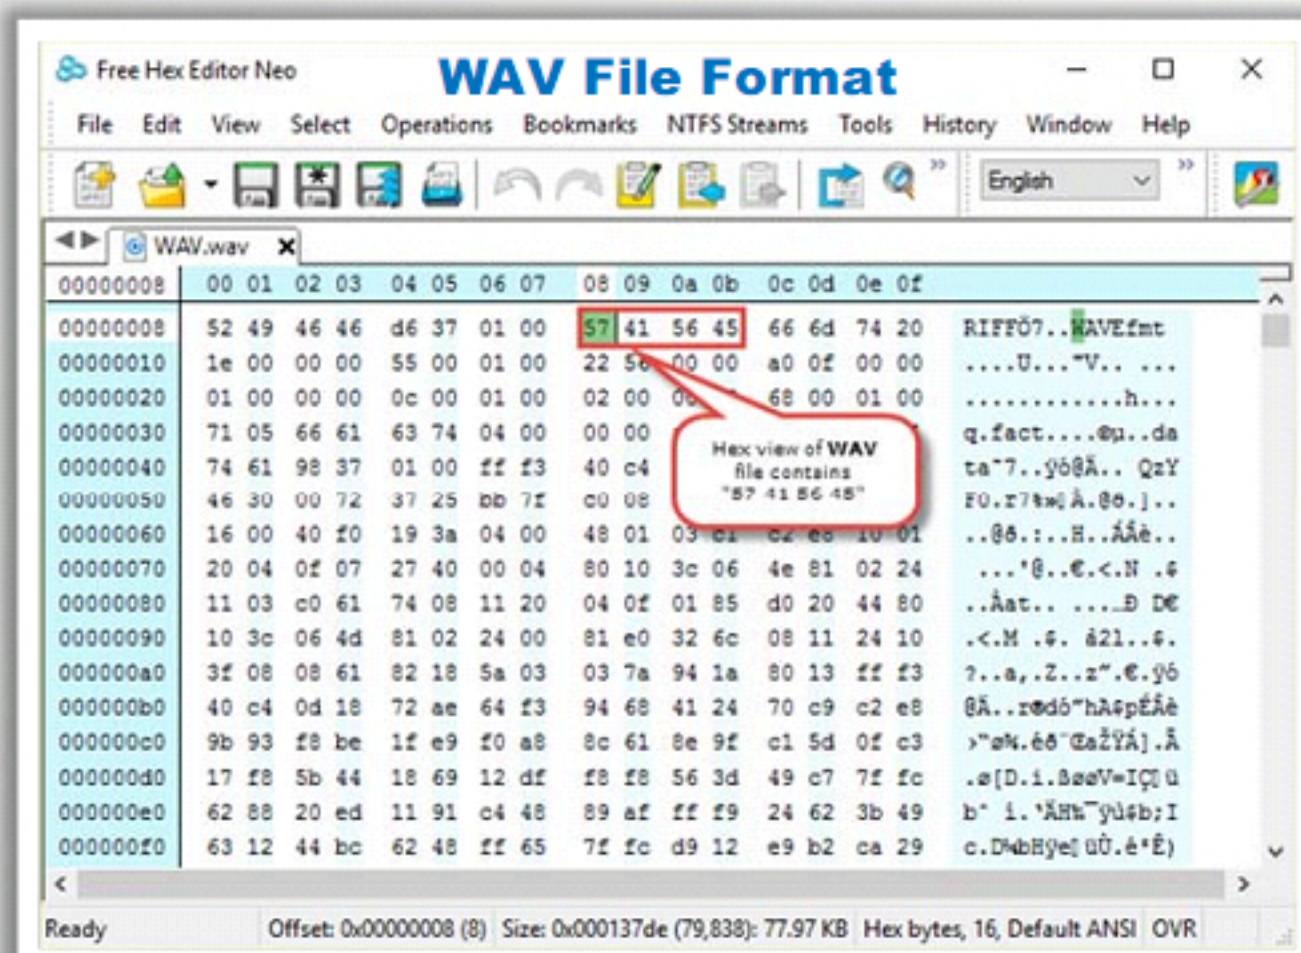 Free Hex Editor Neo
WAV File Format
File Edit View Select Operations Bookmarks NTFS Streams Tools History Window Help
English
WAV.wav
00000008 00 01 02 03 04 05 06 07 08 09 0a 0b 0c 0d 0e 0f
00000008 52 49 46 46 d6 37 01 00 57 41 56 45 66 6d 74 20 RIFFÖ7..WAVEfmt
00000010 1e 00 00 00 55 00 01 00 22 56 00 00 a0 0f 00 00
00000020 01 00 00 00 0c 00 01 00 02 00 68 00 01 00 ............h...
00000030 71 05 66 61 63 74 04 00 00 00 q.fact....@µ..da
00000040 74 61 98 37 01 00 ff f3 40 c4
00000050 46 30 00 72 37 25 bb 7f c0 08
00000060 16 00 40 f0 19 3a 04 00 48 01 03 c1 c2 e8 10 01
00000070 20 04 0f 07 27 40 00 04 80 10 3c 06 4e 81 02 24
00000080 11 03 c0 61 74 08 11 20 04 0f 01 85 d0 20 44 80
00000090 10 3c 06 4d 81 02 24 00 81 e0 32 6c 08 11 24 10
000000a0 3f 08 08 61 82 18 5a 03 03 7a 94 1a 80 13 ff f3
000000b0 40 c4 0d 18 72 ae 64 f3 94 68 41 24 70 c9 c2 e8
000000c0 9b 93 f8 be 1f e9 f0 a8 8c 61 8e 9f c1 5d 0f c3
000000d0 17 f8 5b 44 18 69 12 df f8 f8 56 3d 49 c7 7f fc
000000e0 62 88 20 ed 11 91 c4 48 89 af ff f9 24 62 3b 49
000000f0 63 12 44 bc 62 48 ff 65 7f fc d9 12 e9 b2 ca 29
Hex view of WAV
file contains
"57 41 56 45"
Ready Offset: 0x00000008 (8) Size: 0x000137de (79,838): 77.97 KB Hex bytes, 16, Default ANSI OVR